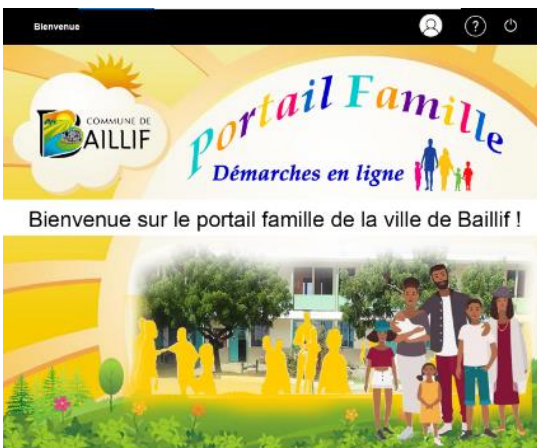 Bienvenue
?
COMMUNE DE
BAILLIF
Portail Famille
Démarches en ligne
Bienvenue sur le portail famille de la ville de Baillif !